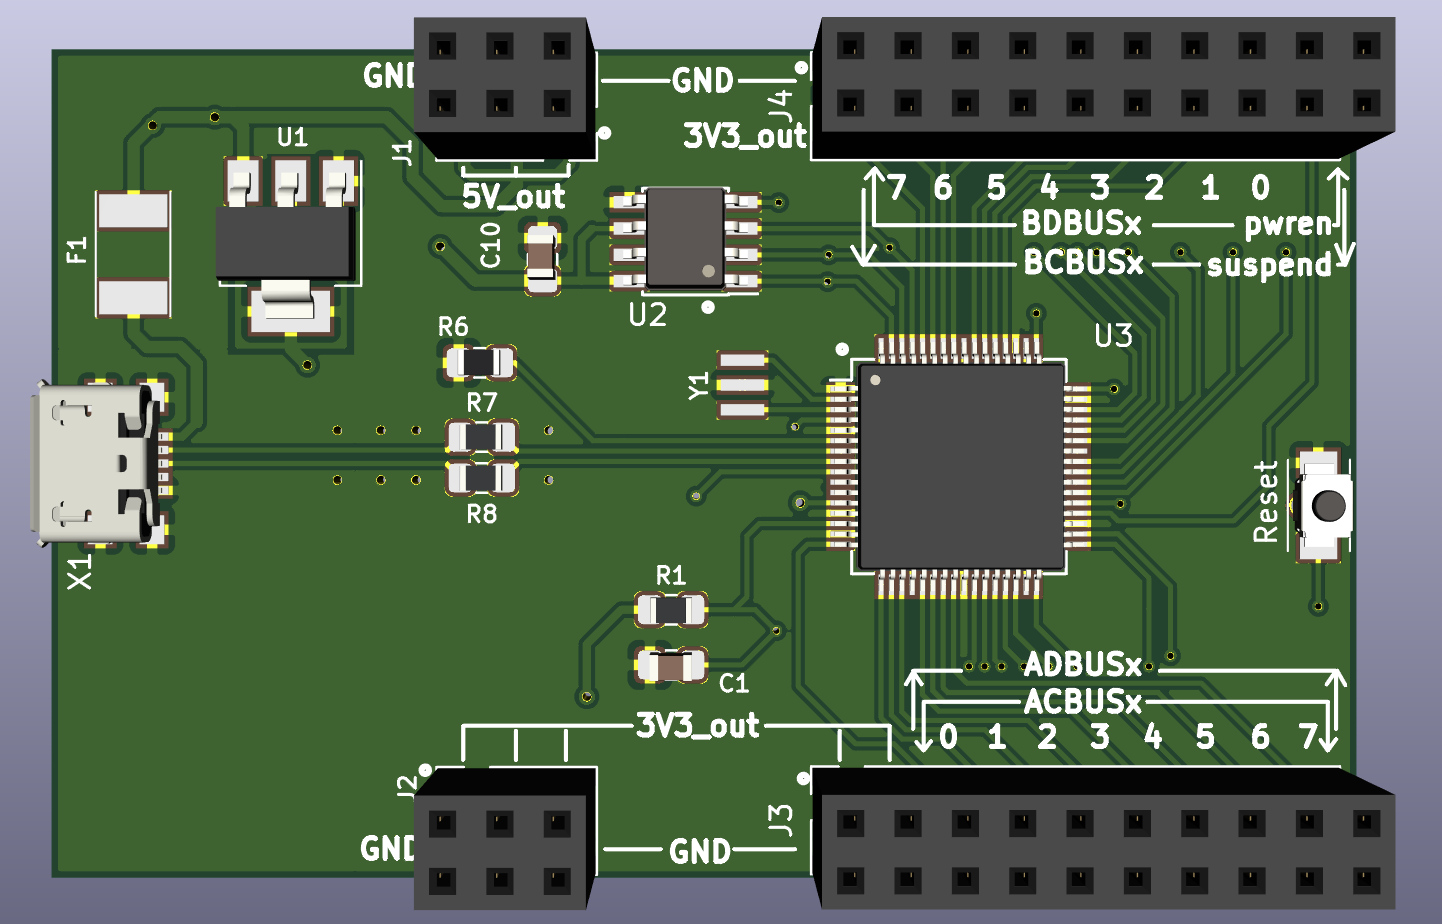 GND
GND
J4
3V3_out
U1
J1
5V_out
7 6 5 4 3 2 1 0
BDBUSx pwren
BCBUSx suspend
F1
C10
U2
U3
R6
Y1
R7
R8
Reset
X1
R1
C1
ADBUSx
ACBUSx
0 1 2 3 4 5 6 7
3V3_out
J2
J3
GND
GND